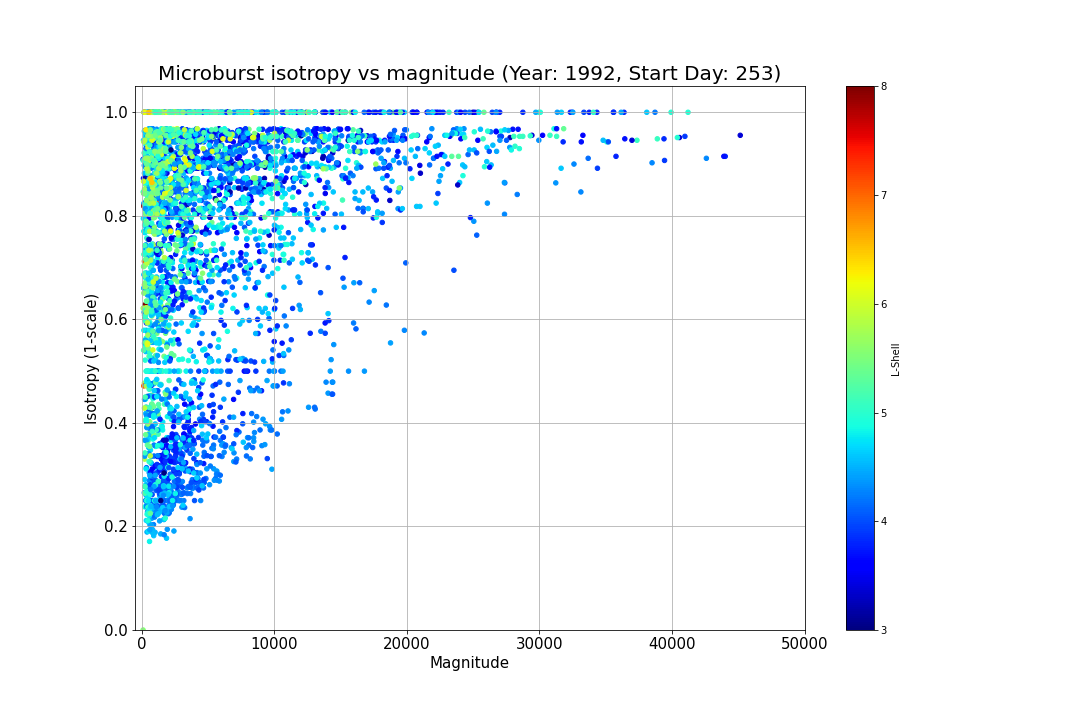 Microburst isotropy vs magnitude (Year: 1992, Start Day: 253)
Isotropy (1-scale)
1.0
0.8
0.6
0.4
0.2
0.0
0 10000 20000 30000 40000 50000
Magnitude
8
7
6
5
4
3
L-Shell